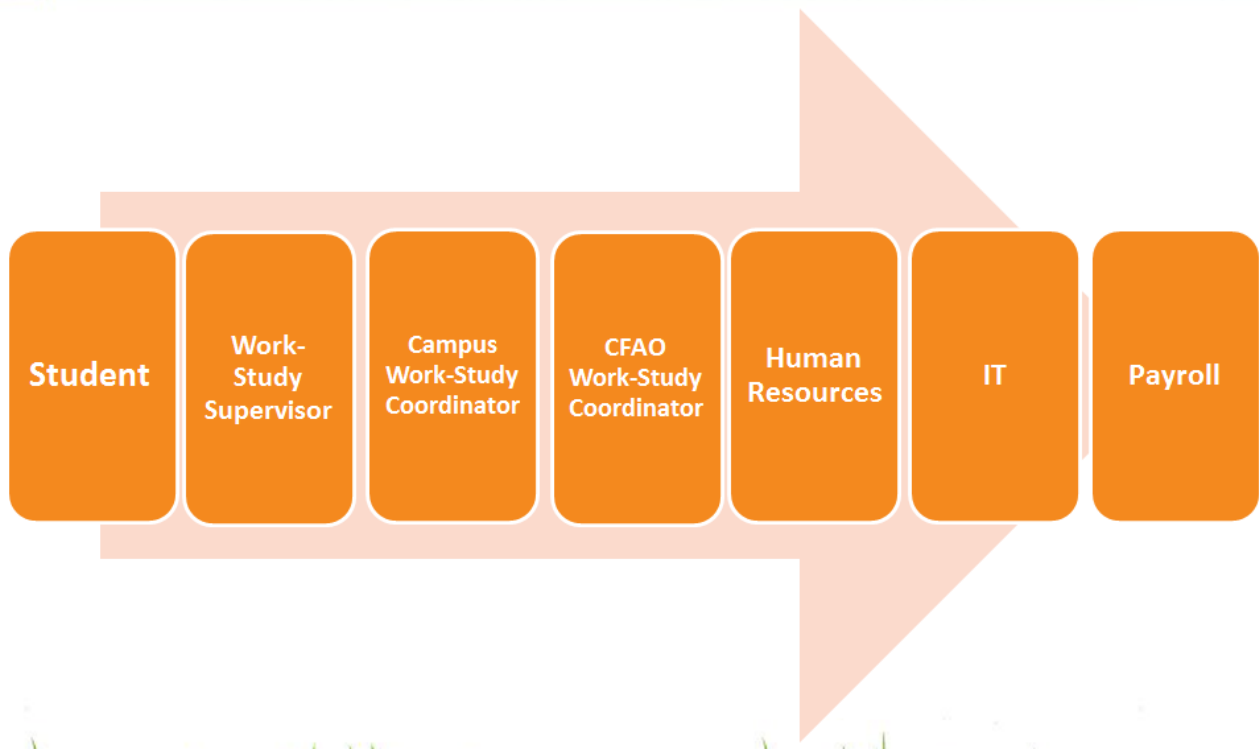 Student
Work-
Study
Supervisor
Campus
Work-Study
Coordinator
CFAO
Work-Study
Coordinator
Human
Resources
IT
Payroll